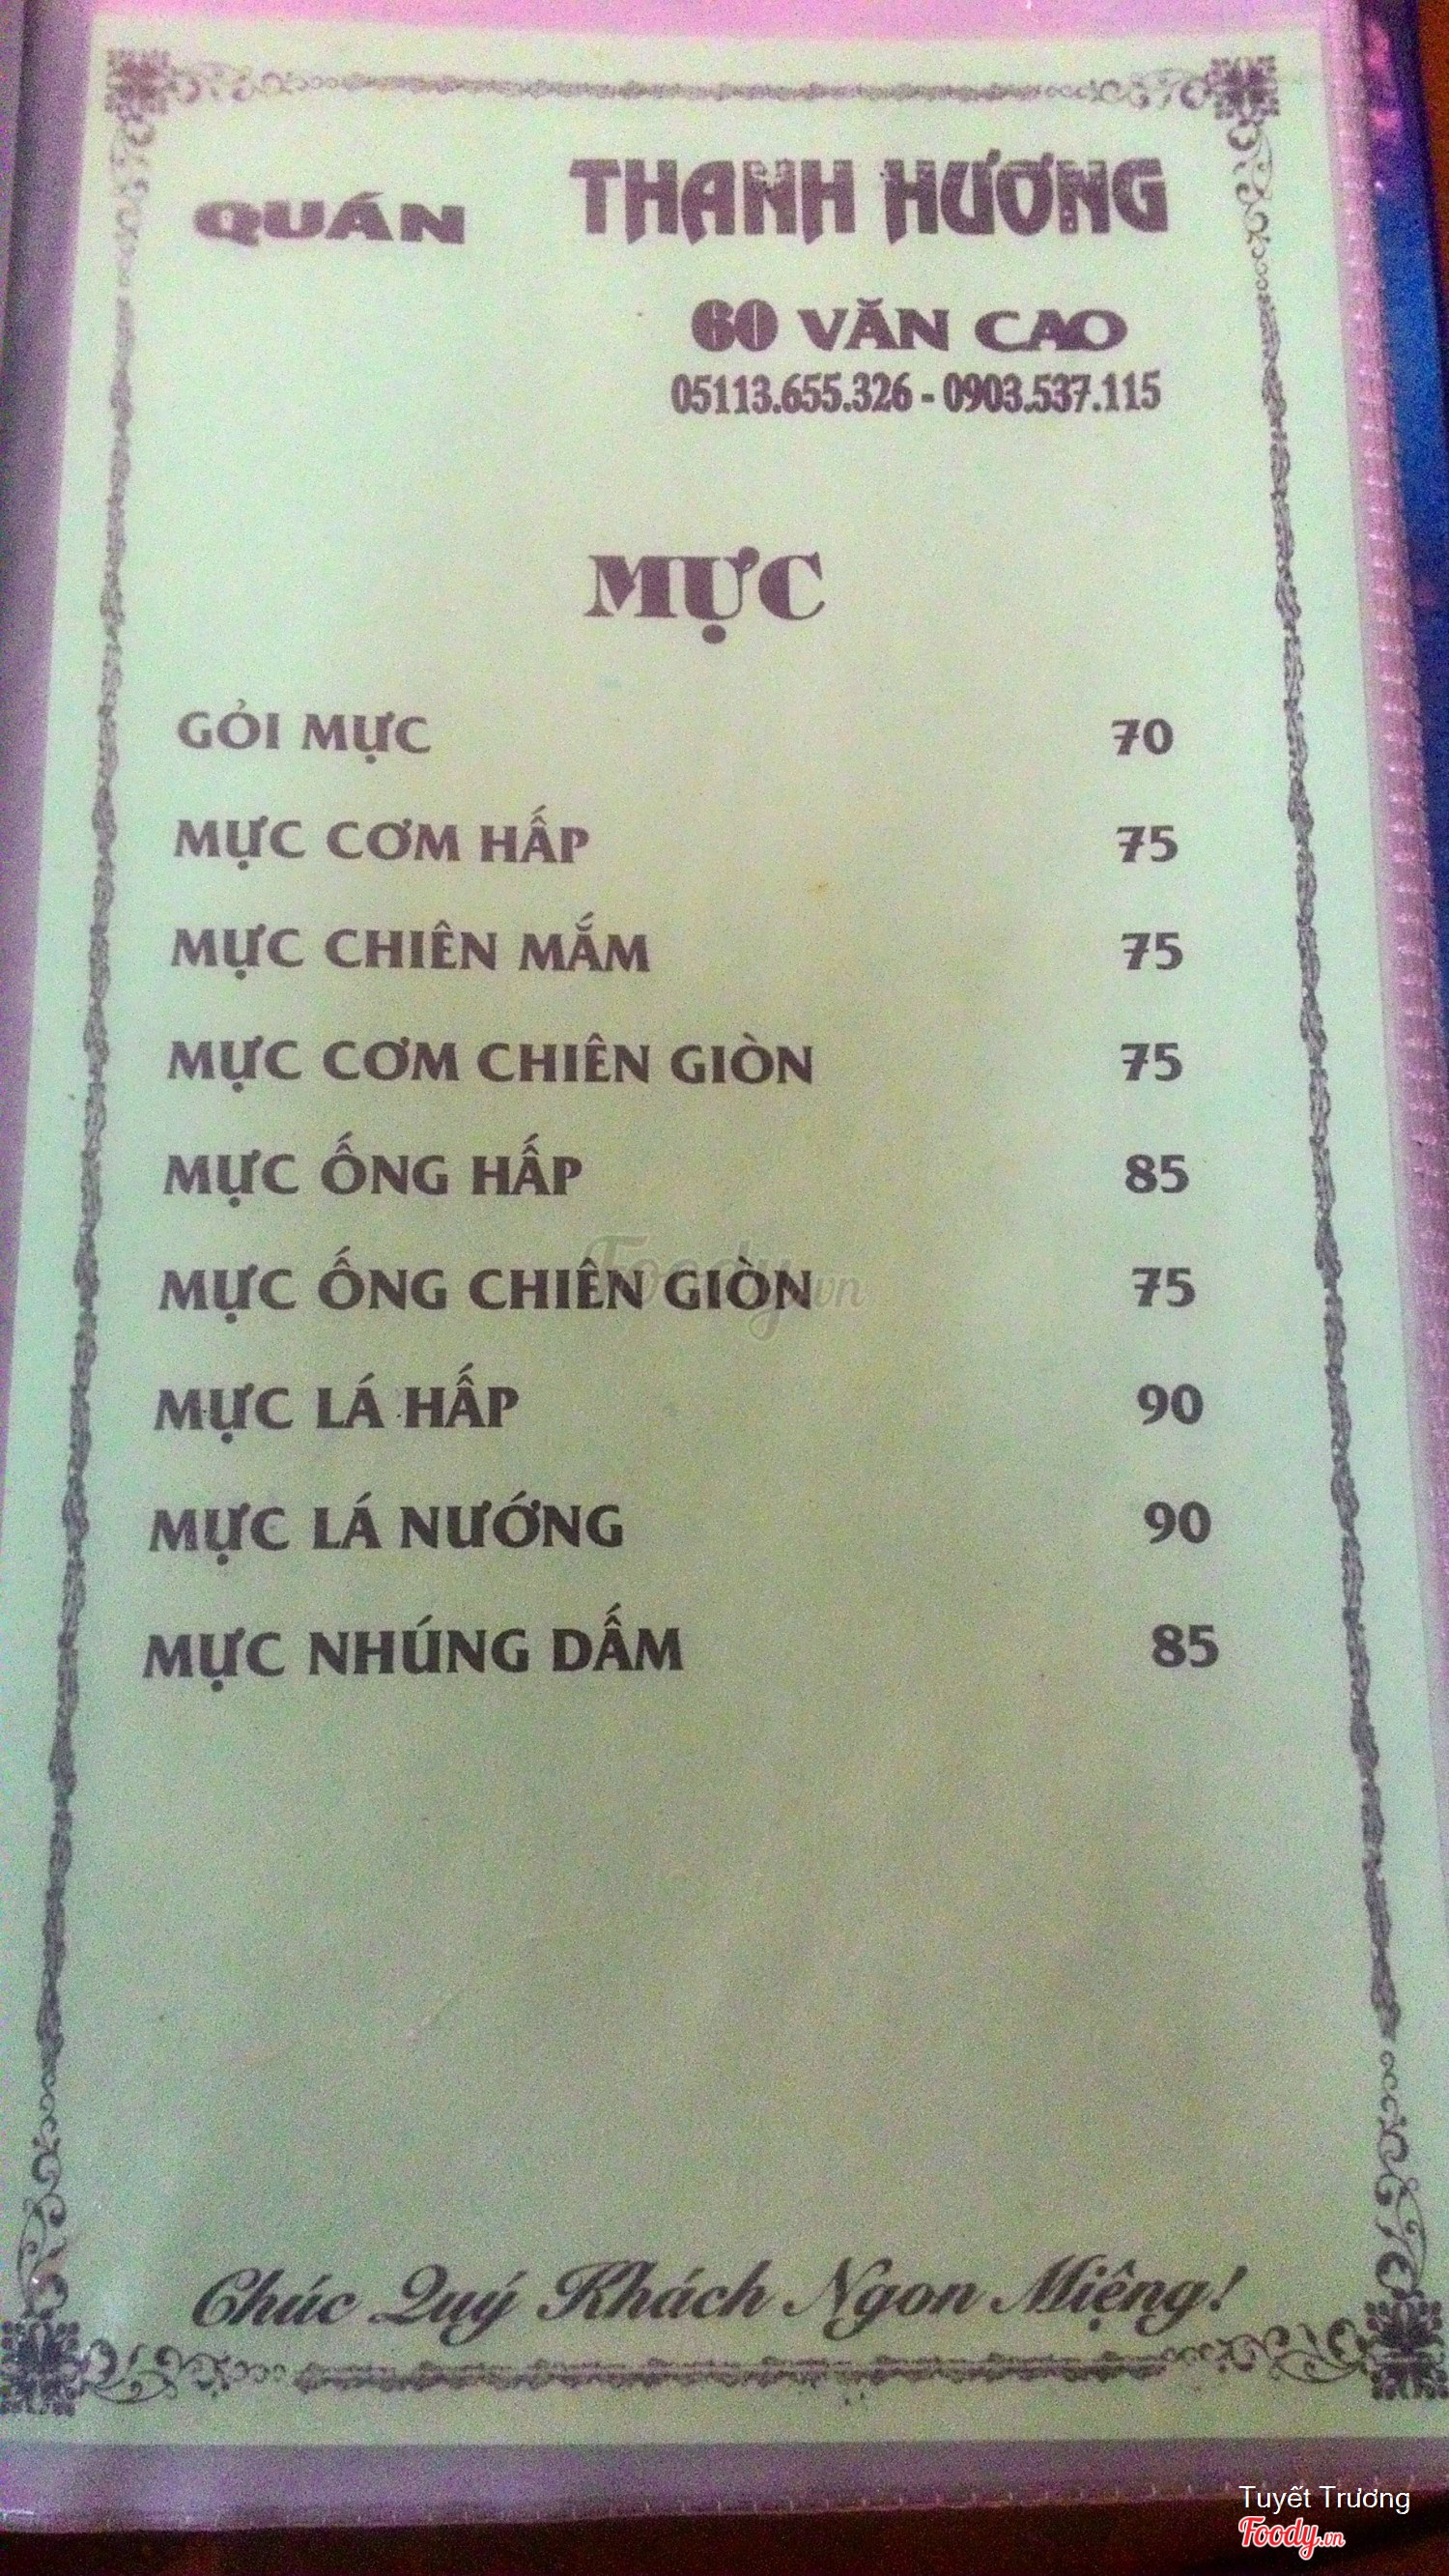 QUÁN THANH HƯƠNG
60 VĂN CAO
05113.655.326 - 0903.537.115
MỰC
GỎI MỰC 70
MỰC CƠM HẤP 75
MỰC CHIÊN MẮM 75
MỰC CƠM CHIÊN GIÒN 75
MỰC ỐNG HẤP 85
MỰC ỐNG CHIÊN GIÒN 75
Foody.vn
MỰC LÁ HẤP 90
MỰC LÁ NƯỚNG 90
MỰC NHÚNG DẤM 85
Chúc Quý Khách Ngon Miệng!
Tuyết Trương
Foody.vn